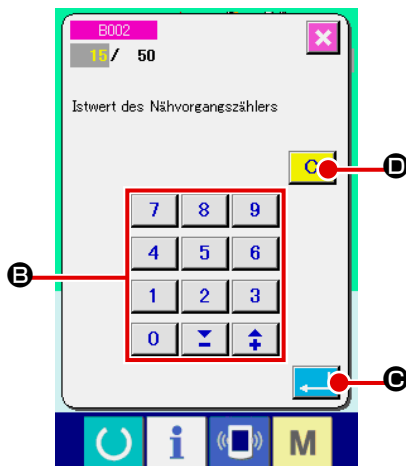 B002
15/ 50
Istwert des Nähvorgangszählers
C
D
7 8 9
4 5 6
B
1 2 3
0 - +
C
i M